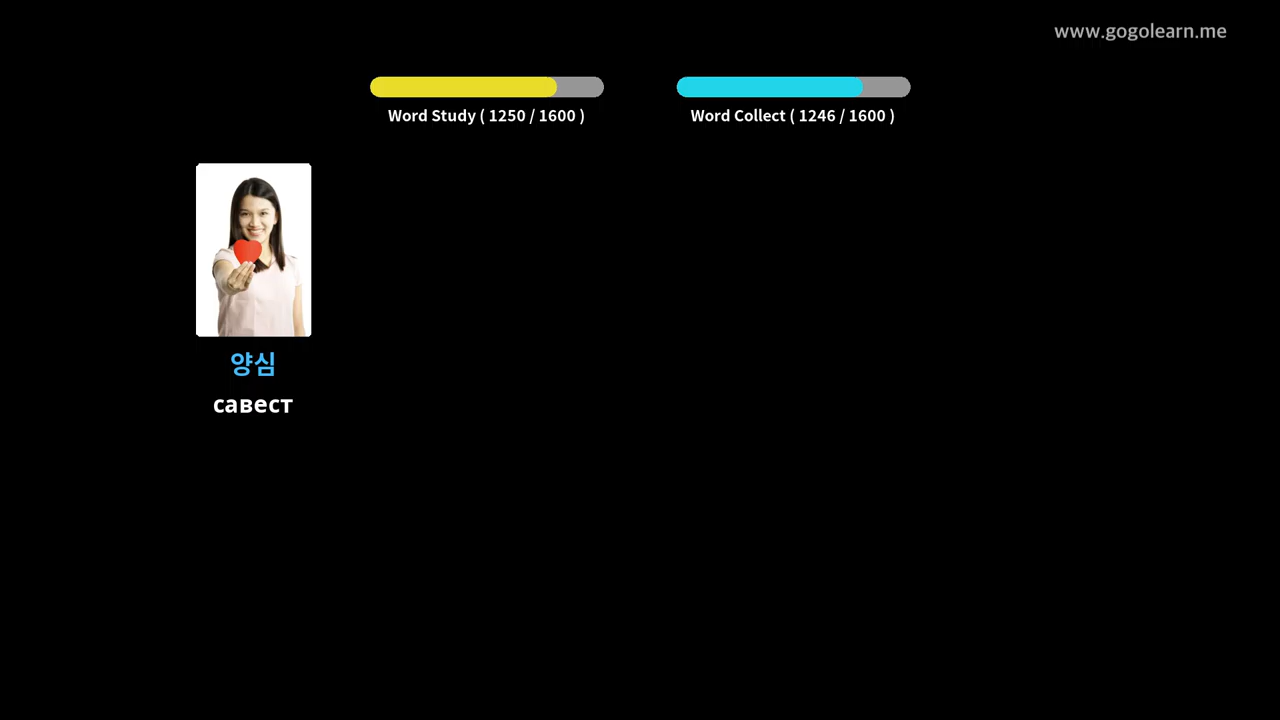 www.gogolearn.me
Word Study ( 1250 / 1600 )
Word Collect ( 1246 / 1600 )
양심
савест